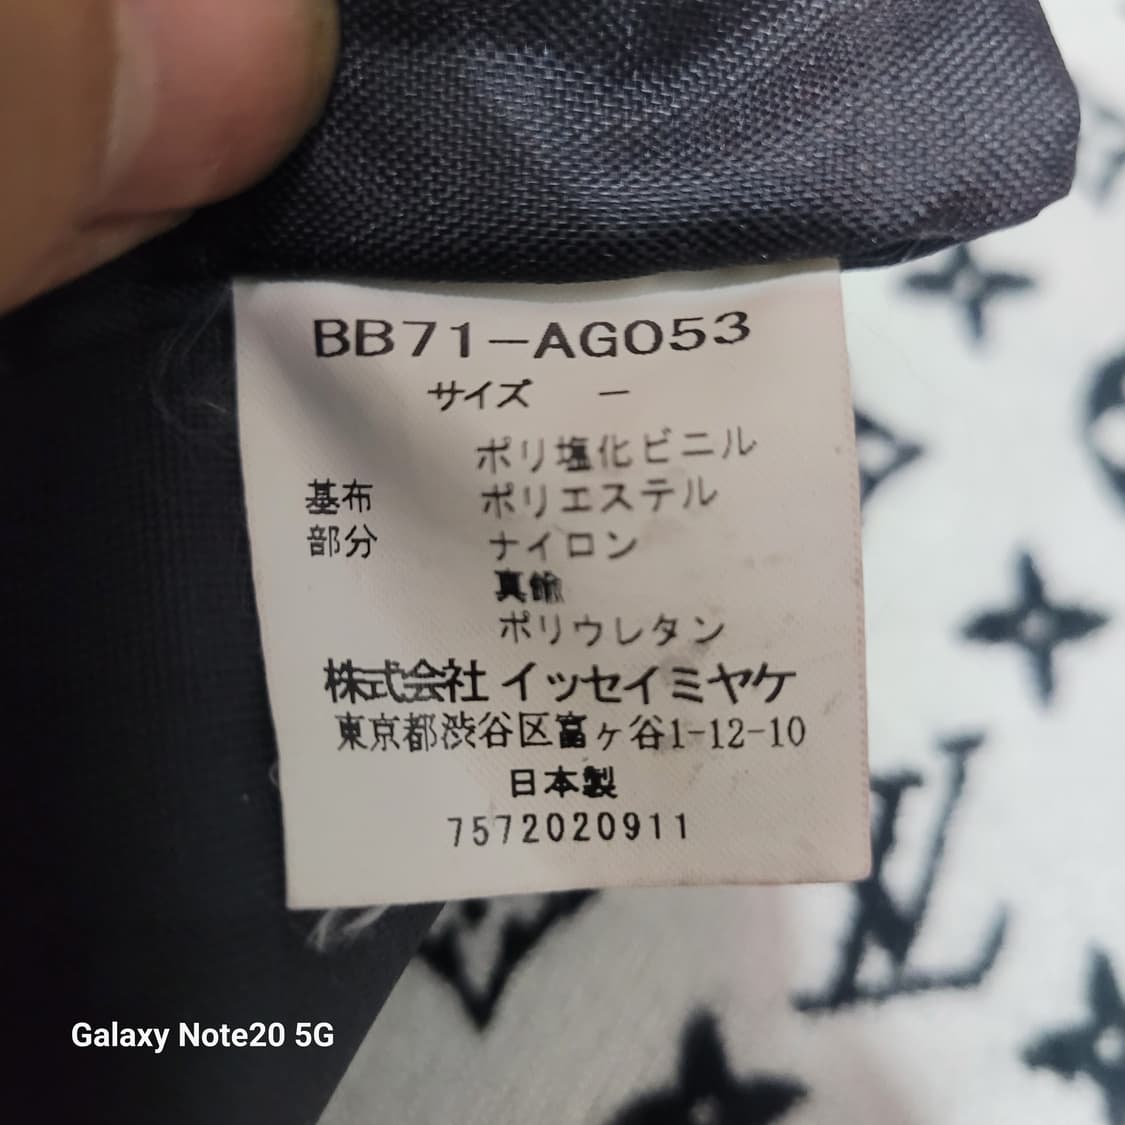 BB71-AG053
サイズ －
ポリ塩化ビニル
基布 ポリエステル
部分 ナイロン
真鍮
ポリウレタン
株式会社 イッセイミヤケ
東京都渋谷区富ヶ谷1-12-10
日本製
7572020911
LV
Galaxy Note20 5G